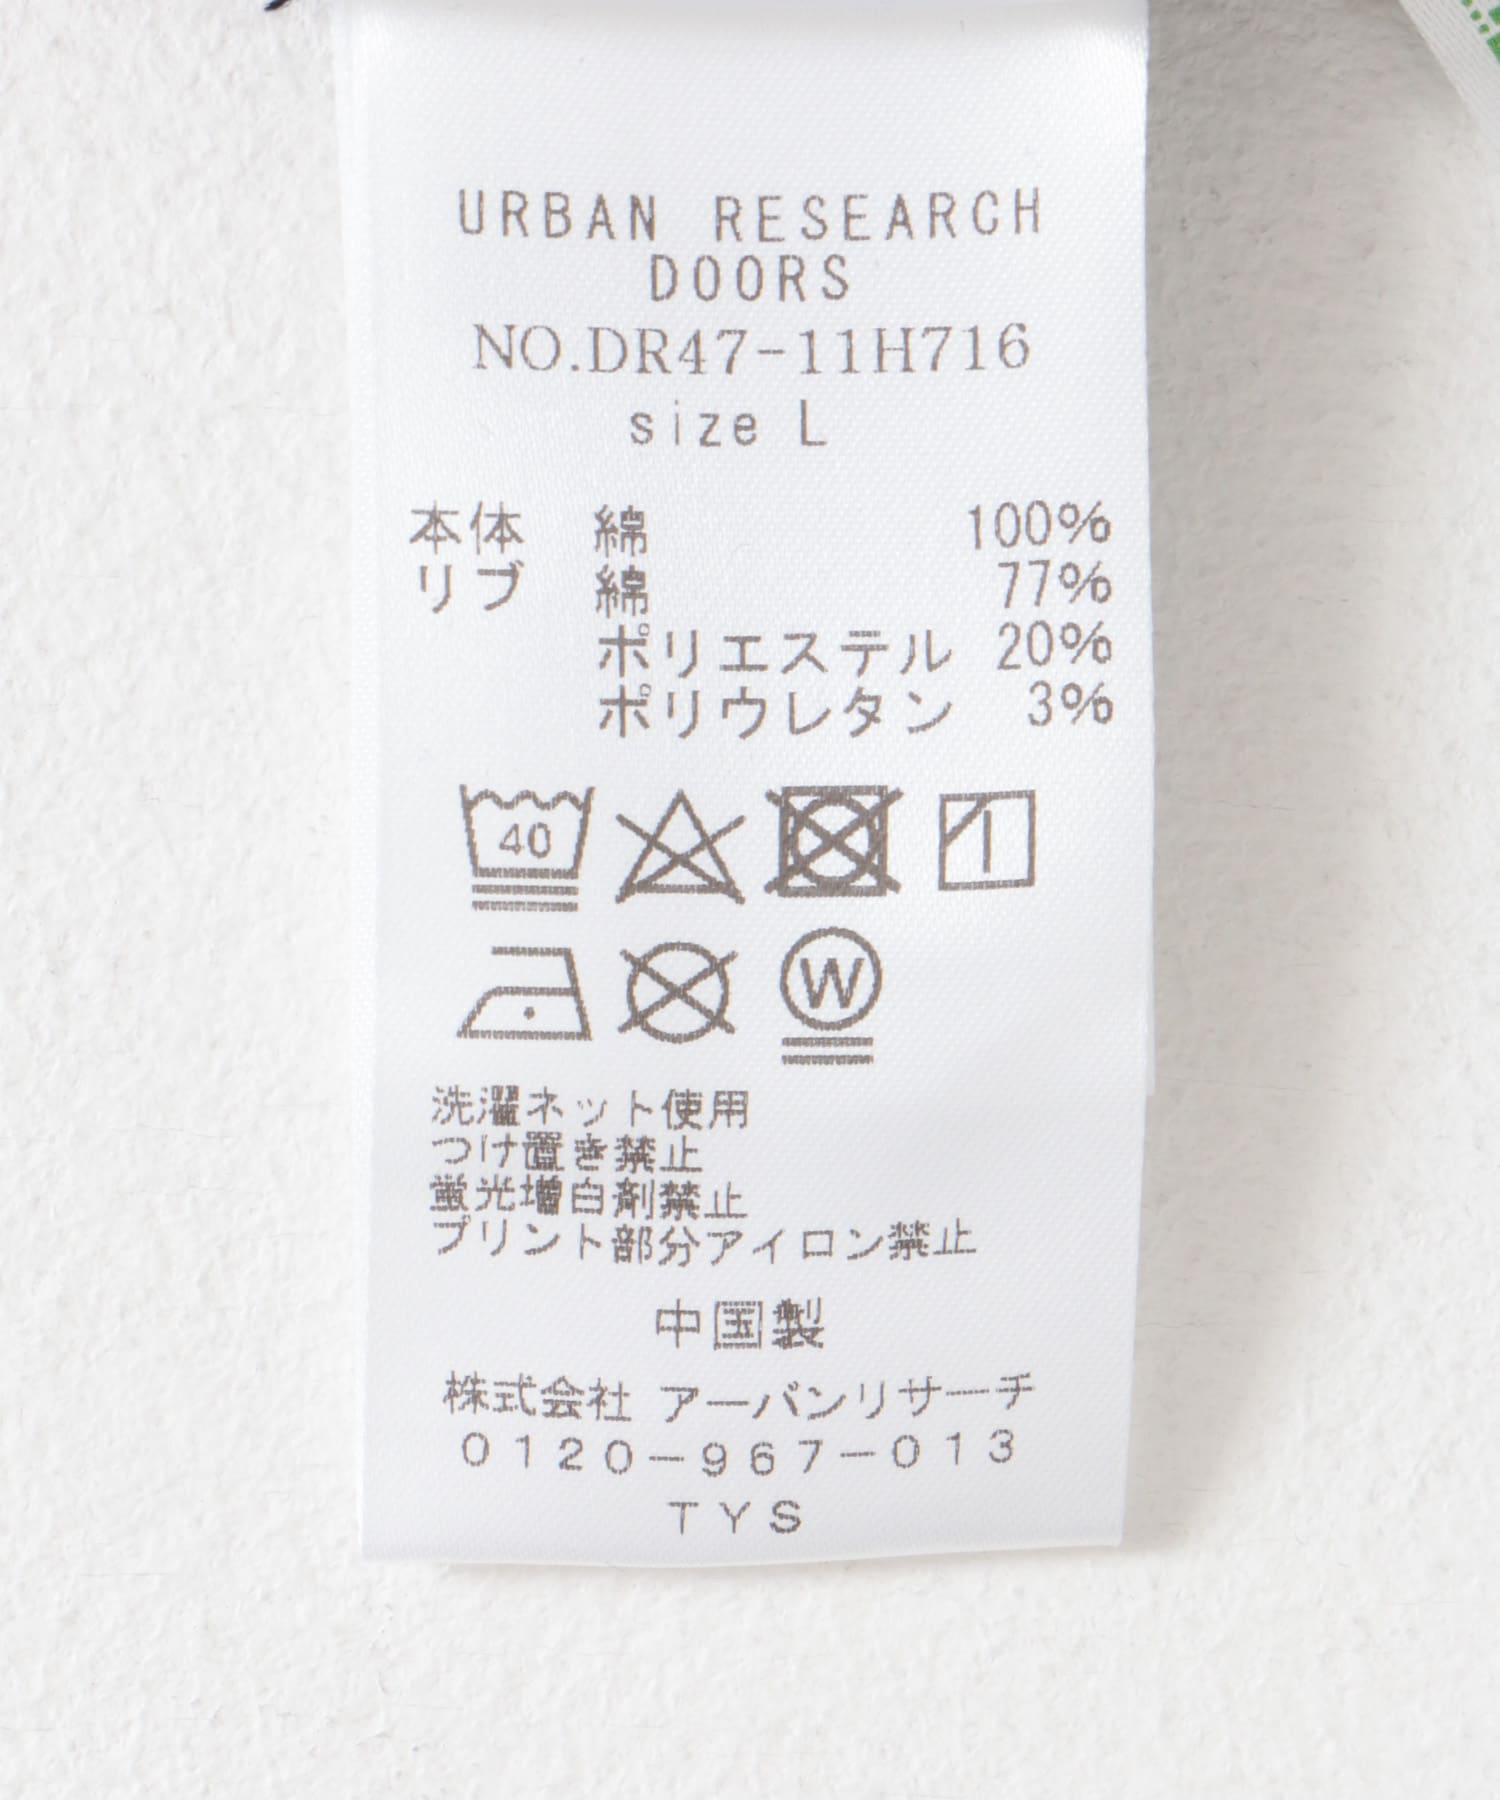 URBAN RESEARCH
DOORS
NO.DR47-11H716
size L
本体 綿 100%
リブ 綿 77%
ポリエステル 20%
ポリウレタン 3%
40
W
洗濯ネット使用
つけ置き禁止
蛍光増白剤禁止
プリント部分アイロン禁止
中国製
株式会社 アーバンリサーチ
0120-967-013
TYS